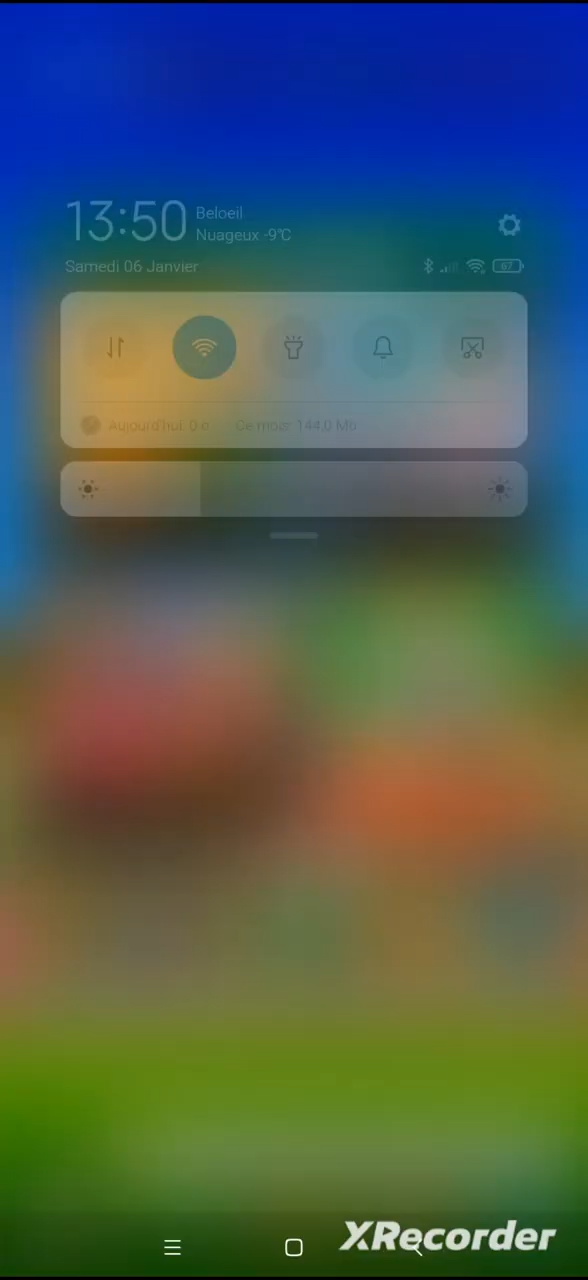 13:50
Beloeil
Nuageux -9°C
Samedi 06 Janvier
67
Aujourd'hui: 0 o
Ce mois: 144,0 Mo
XRecorder